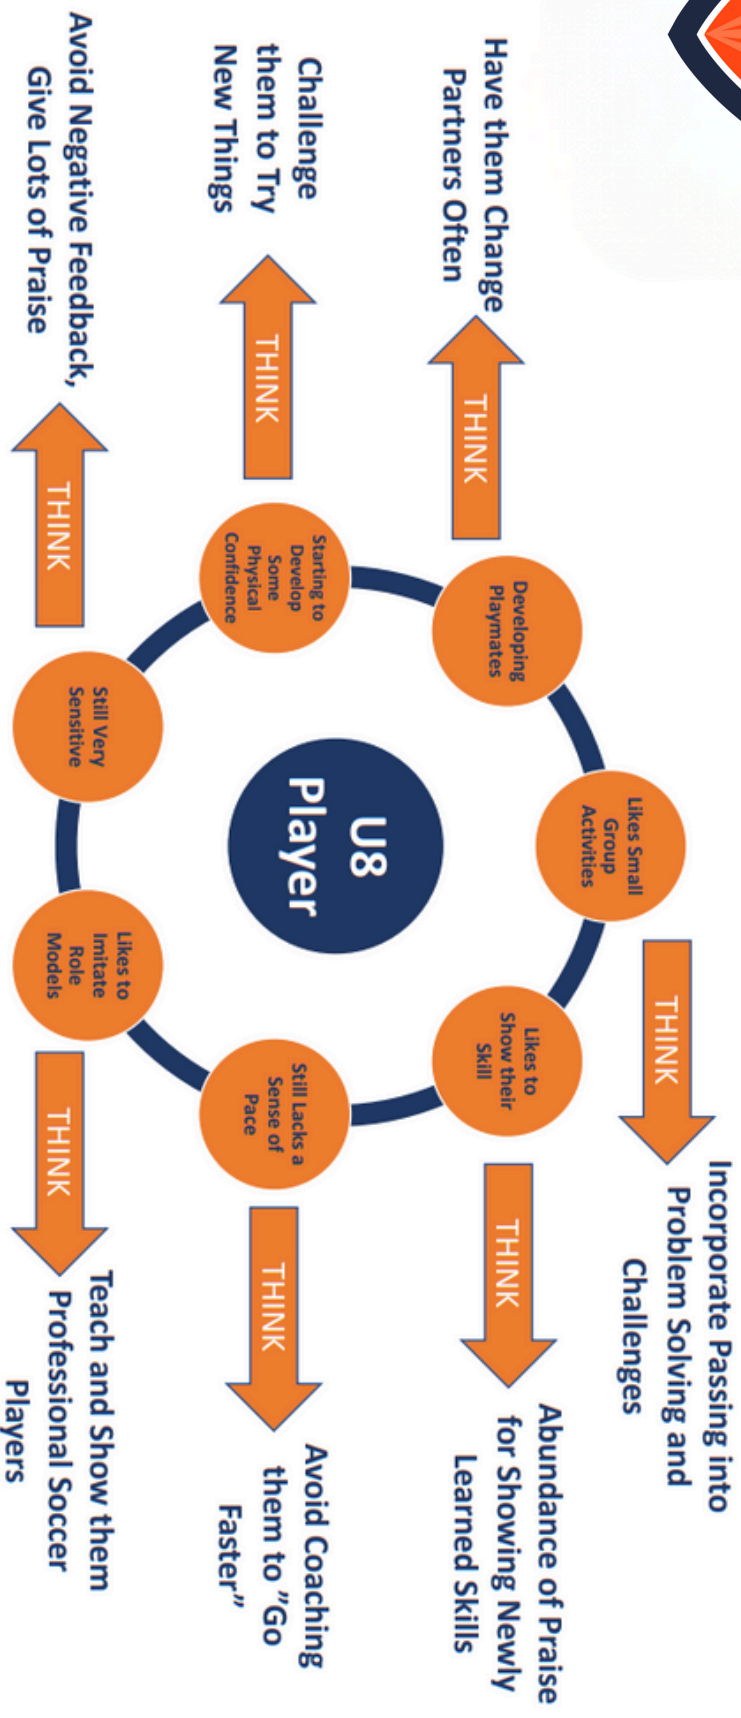 Likes Small
Group
Activities
THINK
Incorporate Passing into
Problem Solving and
Challenges
Likes to
Show their
Skill
THINK
Abundance of Praise
for Showing Newly
Learned Skills
Still Lacks a
Sense of
Pace
THINK
Avoid Coaching
them to ”Go
Faster”
Likes to
Imitate
Role
Models
THINK
Teach and Show them
Professional Soccer
Players
Still Very
Sensitive
THINK
Avoid Negative Feedback,
Give Lots of Praise
Starting to
Develop
Some
Physical
Confidence
THINK
Challenge
them to Try
New Things
Developing
Playmates
THINK
Have them Change
Partners Often
U8
Player